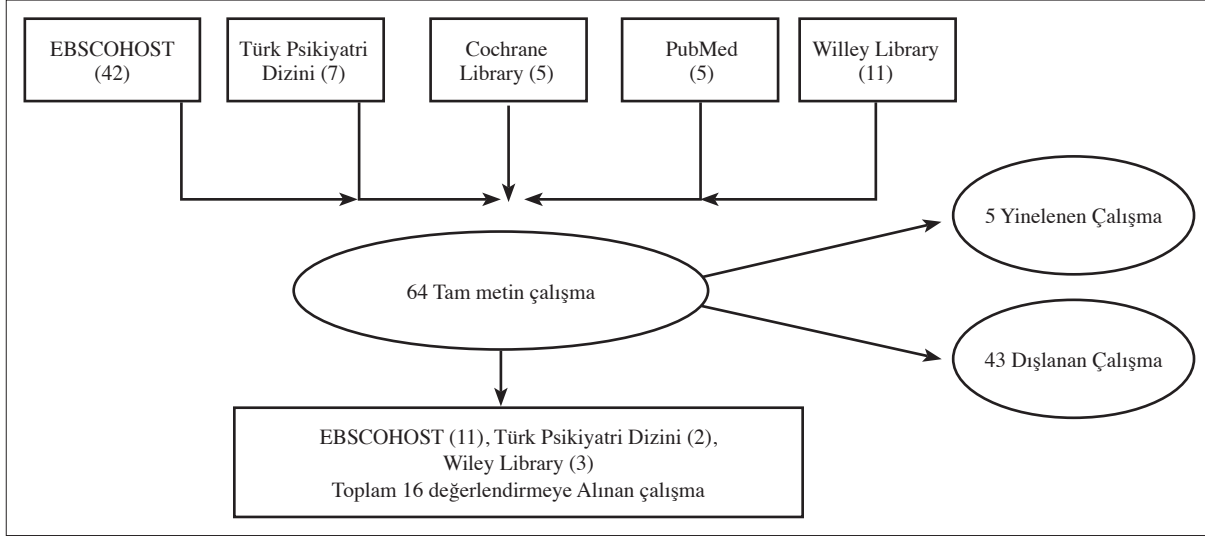 EBSCOHOST
(42)
Türk Psikiyatri
Dizini (7)
Cochrane
Library (5)
PubMed
(5)
Willey Library
(11)
5 Yinelenen Çalışma
64 Tam metin çalışma
43 Dışlanan Çalışma
EBSCOHOST (11), Türk Psikiyatri Dizini (2),
Wiley Library (3)
Toplam 16 değerlendirmeye Alınan çalışma